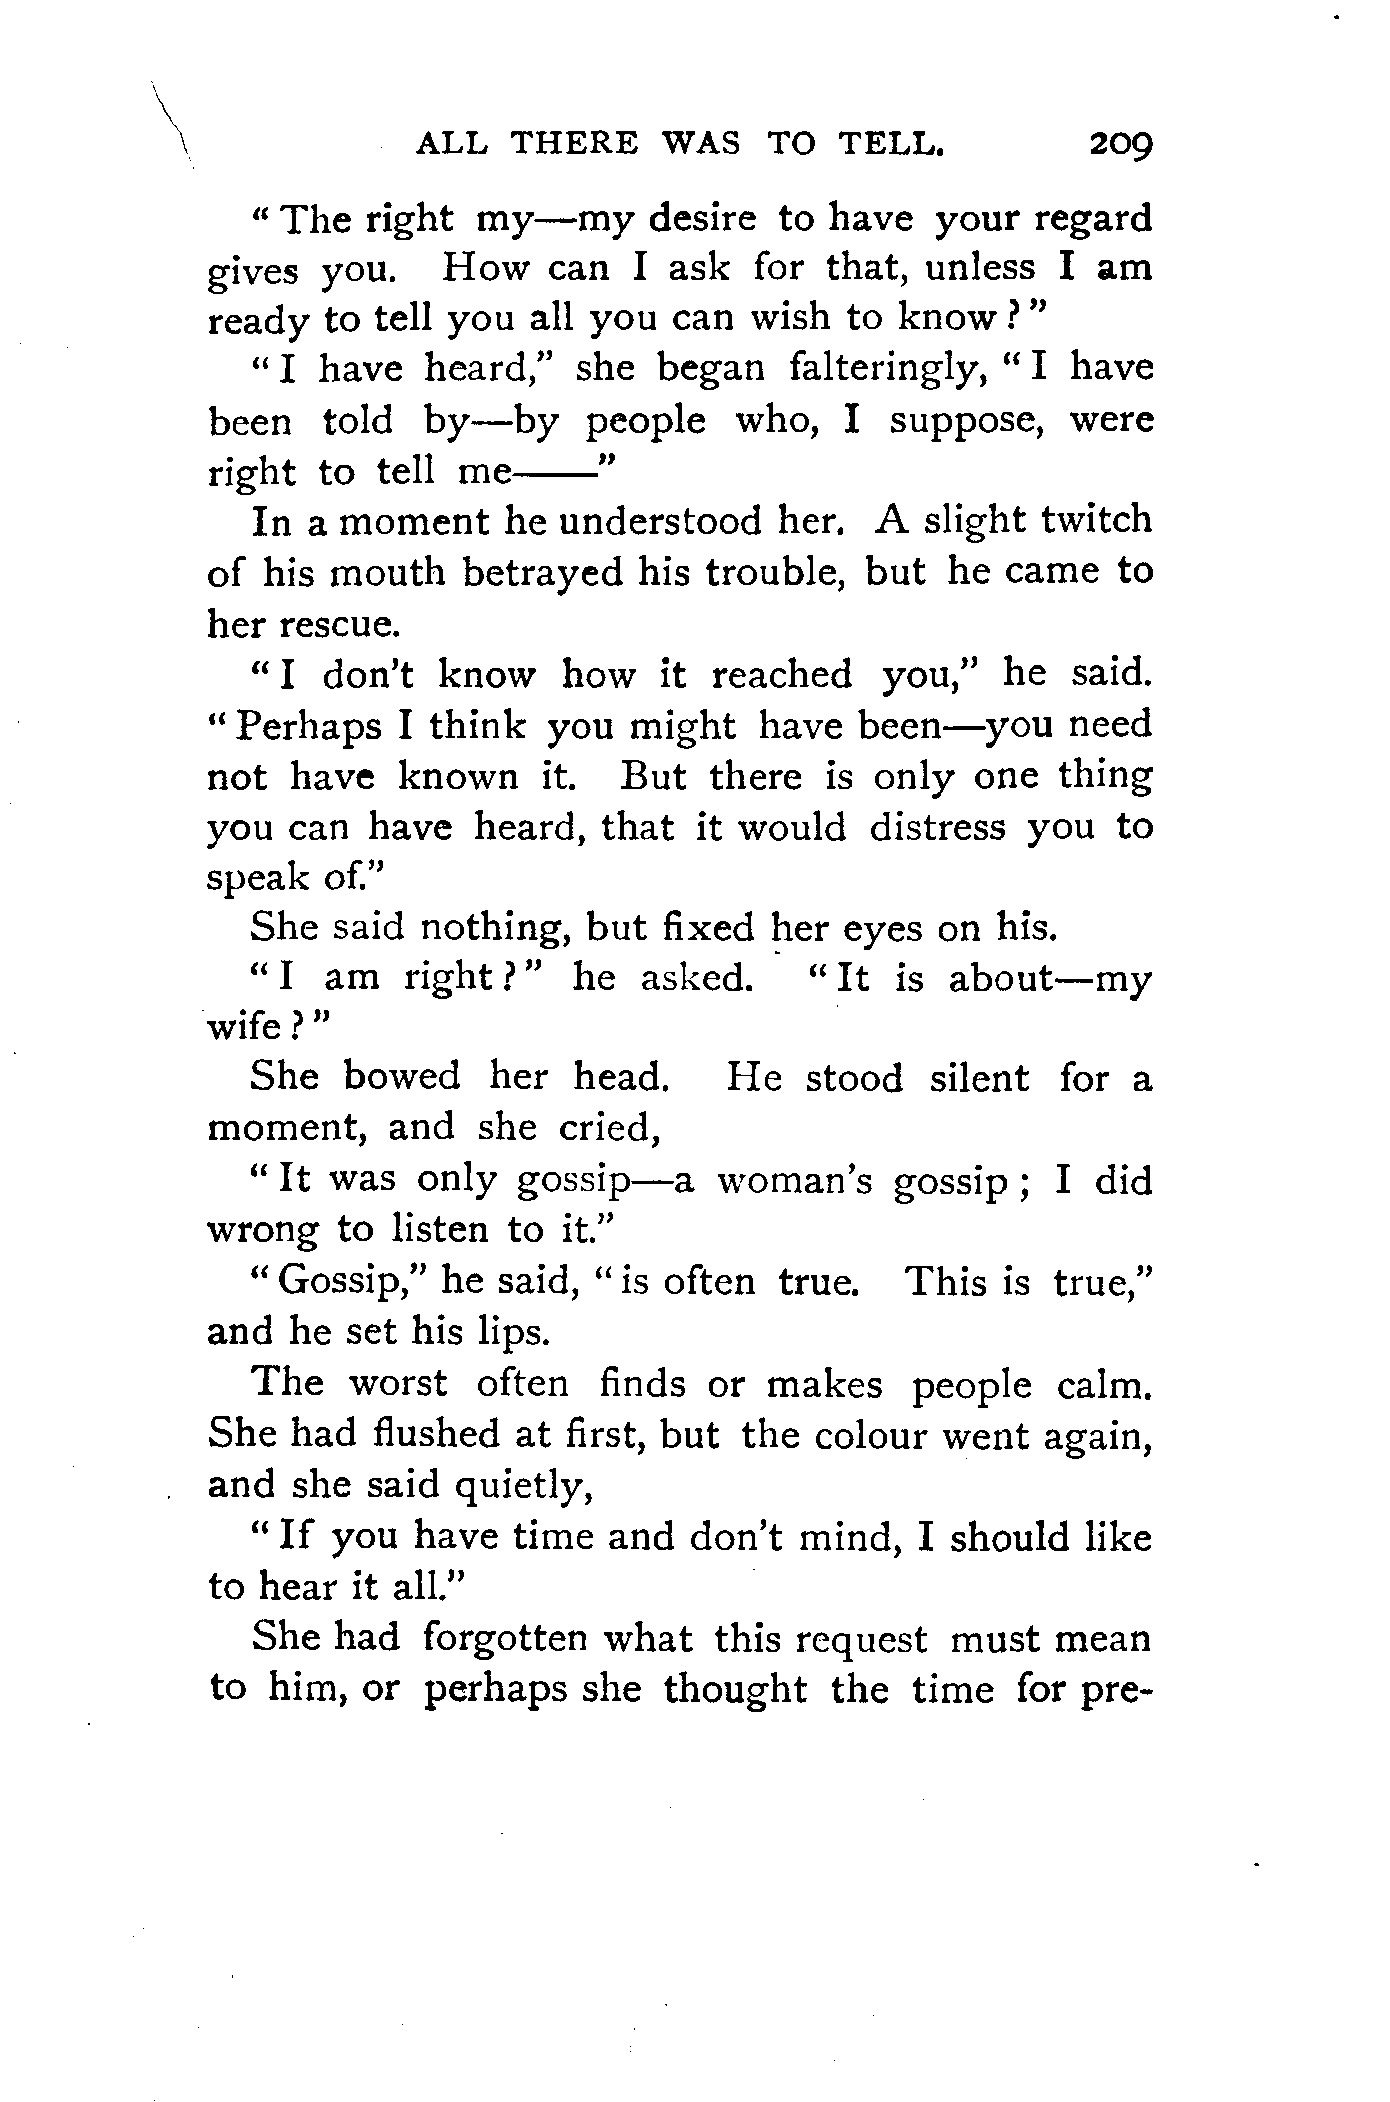 ALL THERE WAS TO TELL. 209
“ The right my—my desire to have your regard
gives you. How can I ask for that, unless I am
ready to tell you all you can wish to know ? ”
“ I have heard,” she began falteringly, “ I have
been told by—by people who, I suppose, were
right to tell me——”
In a moment he understood her. A slight twitch
of his mouth betrayed his trouble, but he came to
her rescue.
“ I don't know how it reached you,” he said.
“ Perhaps I think you might have been—you need
not have known it. But there is only one thing
you can have heard, that it would distress you to
speak of.”
She said nothing, but fixed her eyes on his.
“ I am right ? ” he asked. “ It is about—my
wife ? ”
She bowed her head. He stood silent for a
moment, and she cried,
“ It was only gossip—a woman's gossip ; I did
wrong to listen to it.”
“ Gossip,” he said, “ is often true. This is true,”
and he set his lips.
The worst often finds or makes people calm.
She had flushed at first, but the colour went again,
and she said quietly,
“ If you have time and don't mind, I should like
to hear it all.”
She had forgotten what this request must mean
to him, or perhaps she thought the time for pre-